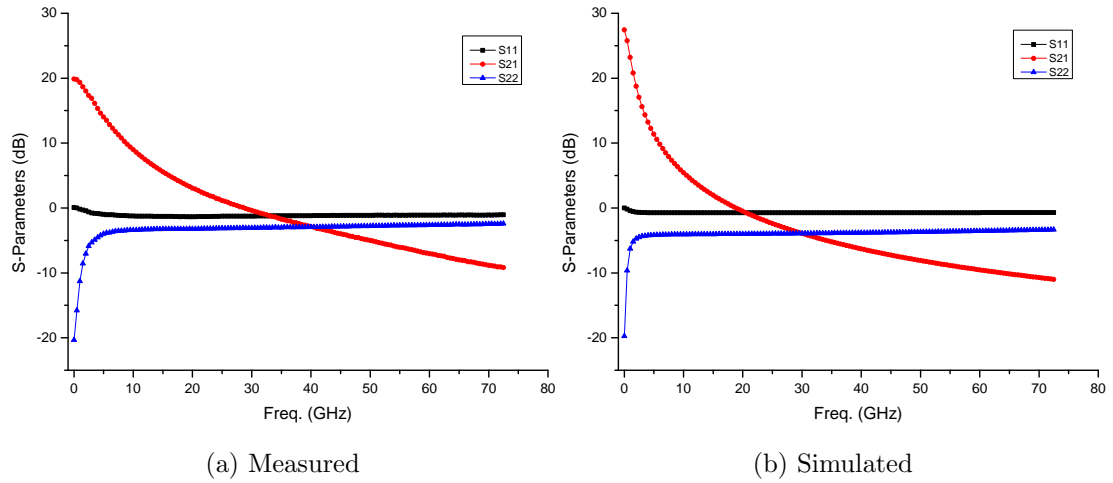 30
20
10
0
-10
-20
S-Parameters (dB)
S11
S21
S22
0 10 20 30 40 50 60 70 80
Freq. (GHz)
(a) Measured
30
20
10
0
-10
-20
S-Parameters (dB)
S11
S21
S22
0 10 20 30 40 50 60 70 80
Freq. (GHz)
(b) Simulated